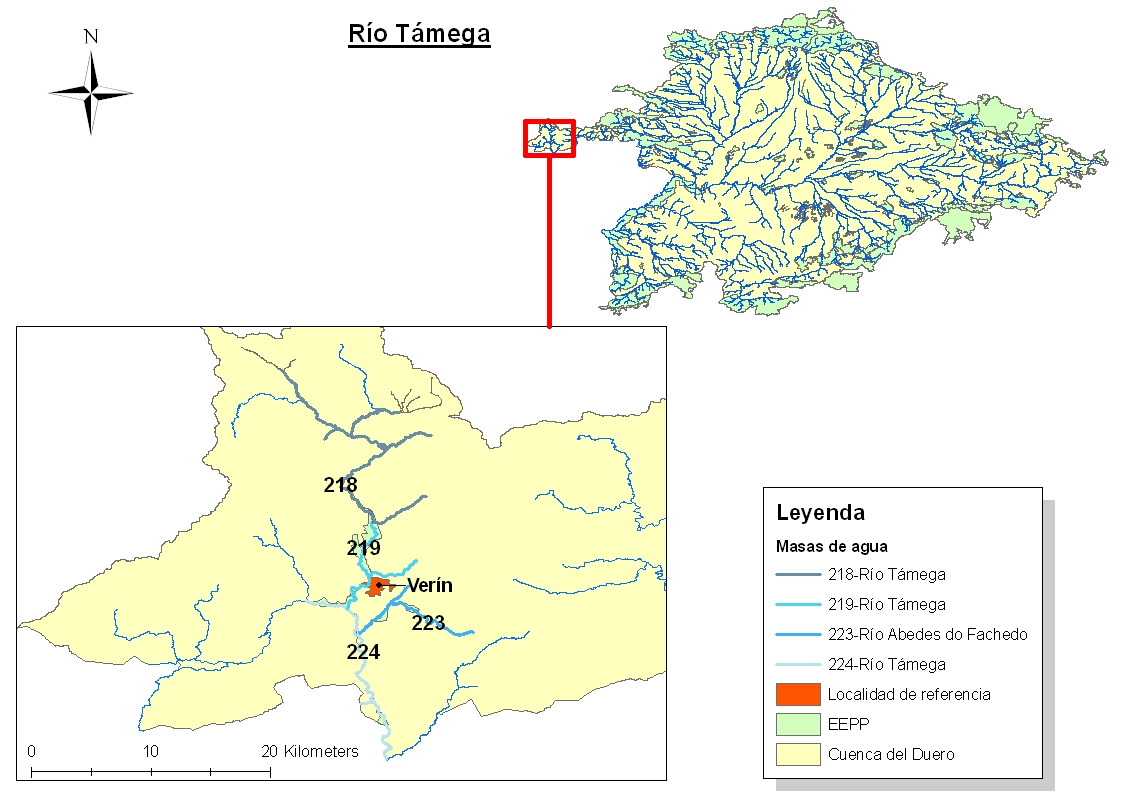 Río Támega
N
218
219
Verín
223
224
0 10 20 Kilometers
Leyenda
Masas de agua
218-Río Támega
219-Río Támega
223-Río Abedes do Fachedo
224-Río Támega
Localidad de referencia
EEPP
Cuenca del Duero